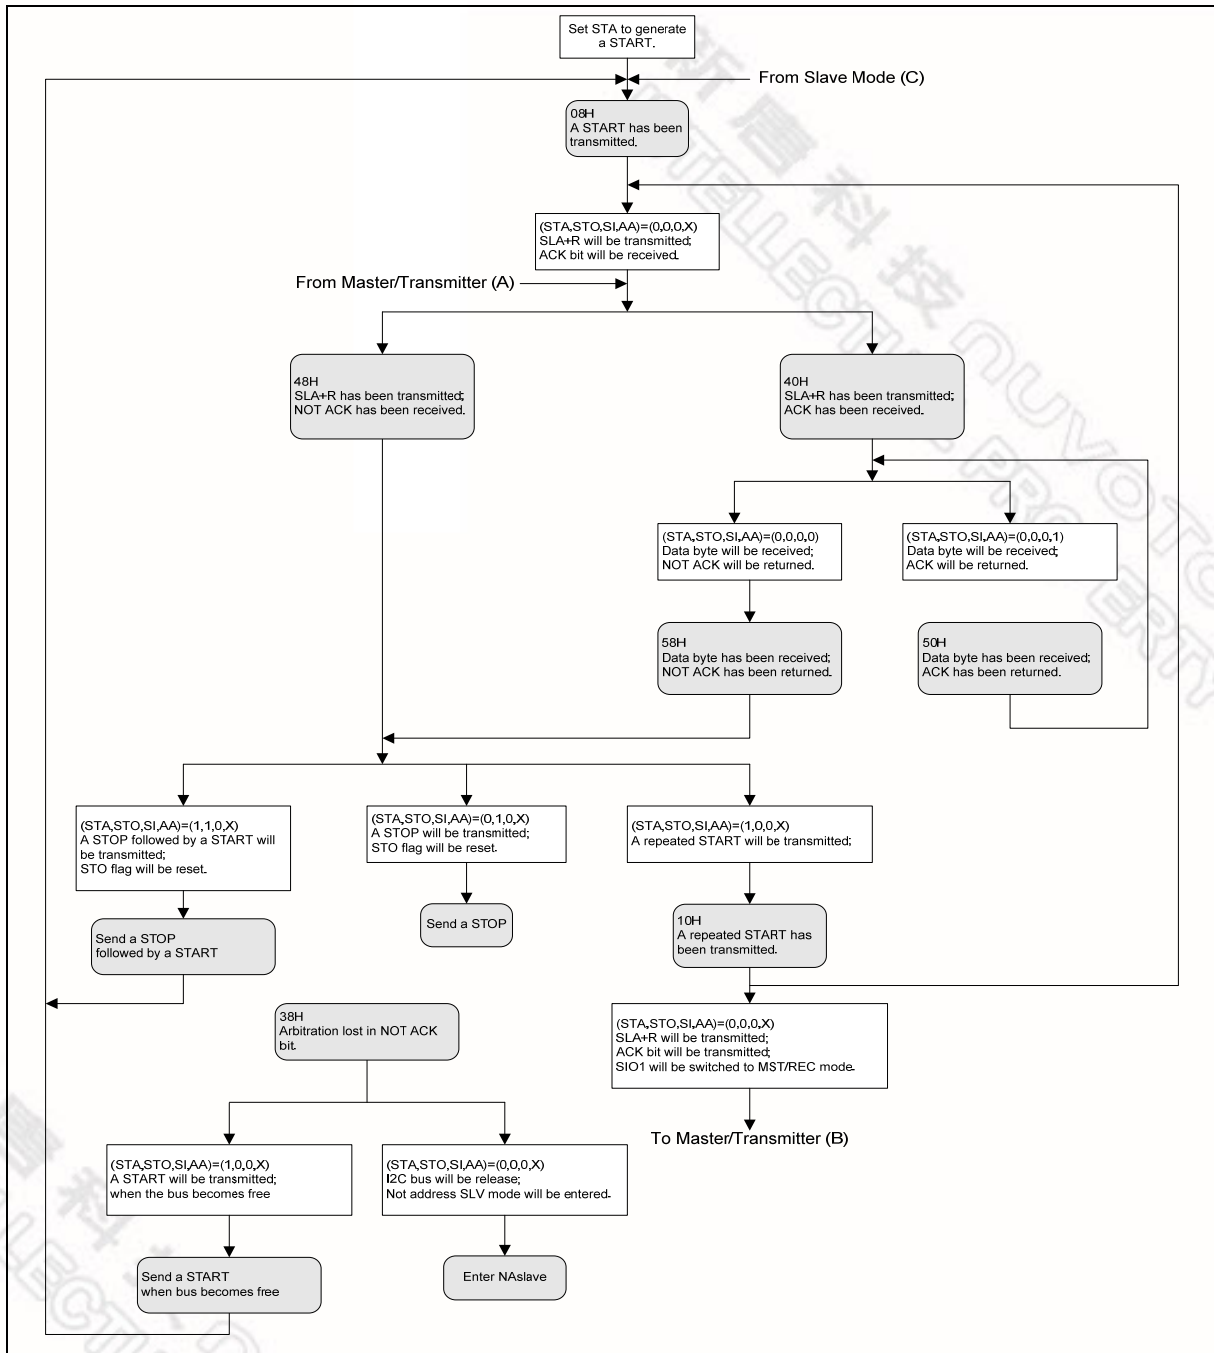 Set STA to generate
a START.
From Slave Mode (C)
08H
A START has been
transmitted.
(STA,STO,SI,AA)=(0,0,0,X)
SLA+R will be transmitted;
ACK bit will be received.
From Master/Transmitter (A)
48H
SLA+R has been transmitted;
NOT ACK has been received.
40H
SLA+R has been transmitted;
ACK has been received.
(STA,STO,SI,AA)=(0,0,0,0)
Data byte will be received;
NOT ACK will be returned.
(STA,STO,SI,AA)=(0,0,0,1)
Data byte will be received;
ACK will be returned.
58H
Data byte has been received;
NOT ACK has been returned.
50H
Data byte has been received;
ACK has been returned.
(STA,STO,SI,AA)=(1,1,0,X)
A STOP followed by a START will
be transmitted;
STO flag will be reset.
(STA,STO,SI,AA)=(0,1,0,X)
A STOP will be transmitted;
STO flag will be reset.
(STA,STO,SI,AA)=(1,0,0,X)
A repeated START will be transmitted;
Send a STOP
followed by a START
Send a STOP
10H
A repeated START has
been transmitted.
38H
Arbitration lost in NOT ACK
bit.
(STA,STO,SI,AA)=(0,0,0,X)
SLA+R will be transmitted;
ACK bit will be transmitted;
SIO1 will be switched to MST/REC mode.
To Master/Transmitter (B)
(STA,STO,SI,AA)=(1,0,0,X)
A START will be transmitted;
when the bus becomes free
(STA,STO,SI,AA)=(0,0,0,X)
I2C bus will be release;
Not address SLV mode will be entered.
Send a START
when bus becomes free
Enter NAslave
新唐科技 nuvoTo
INTELLECTUAL PROPERTY